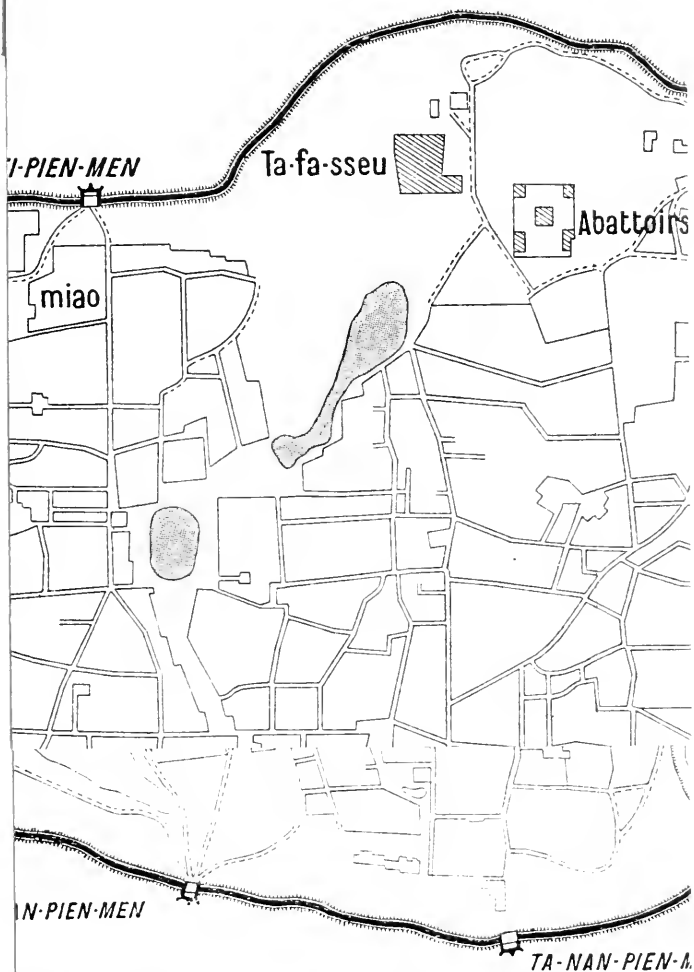 I-PIEN-MEN
Ta-fa-sseu
Abattoirs
miao
N-PIEN-MEN
TA-NAN-PIEN-M